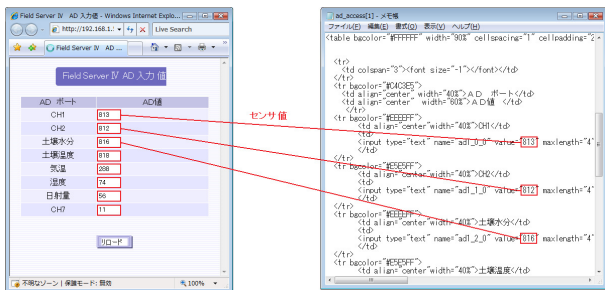 Field Server Ⅳ AD 入力値 - Windows Internet Explo...
http://192.168.1.
Live Search
Field Server Ⅳ AD ...
Field Server Ⅳ AD 入力 値
AD ポート AD値
CH1 813
CH2 812
土壌水分 816
土壌温度 818
気温 268
湿度 74
日射量 56
CH7 11
リロード
不明なゾーン | 保護モード: 無効
100%
センサ値
ad_access[1] - メモ帳
ファイル(F) 編集(E) 書式(O) 表示(V) ヘルプ(H)
<table bgcolor="#FFFFFF" width="90%" cellspacing="1" cellpadding="2
<tr>
<td colspan="3"><font size="-1"></font></td>
</tr>
<tr bgcolor="#C4C3E5">
<td align="center" width="40%">AD ポート</td>
<td align="center" width="60%">AD値 </td>
</tr>
<tr bgcolor="#EEEEFF">
<td align="center"width="40%">CH1</td>
<td>
<input type="text" name="ad1_0_0" value="813" maxlength="4"
</td>
</tr>
<tr bgcolor="#E5E5FF">
<td align="center"width="40%">CH2</td>
<td>
<input type="text" name="ad1_1_0" value="812" maxlength="4"
</td>
</tr>
<tr bgcolor="#EEEEFF">
<td align="center"width="40%">土壌水分</td>
<td>
<input type="text" name="ad1_2_0" value="816" maxlength="4"
</td>
</tr>
<tr bgcolor="#E5E5FF">
<td align="center"width="40%">土壌温度</td>